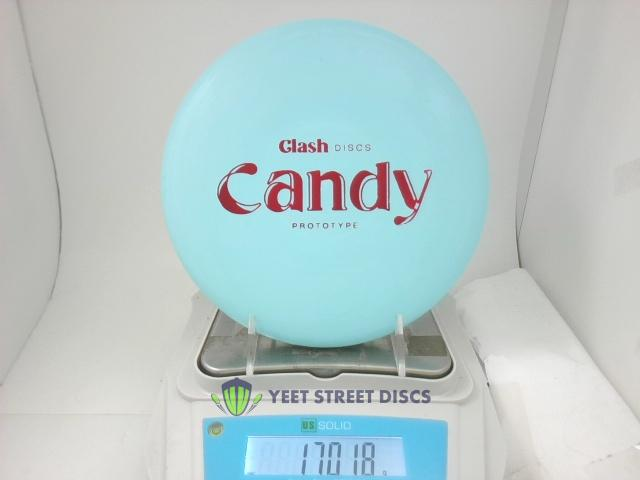 Clash DISCS
Candy
PROTOTYPE
YEET STREET DISCS
US SOLID
170.18 g